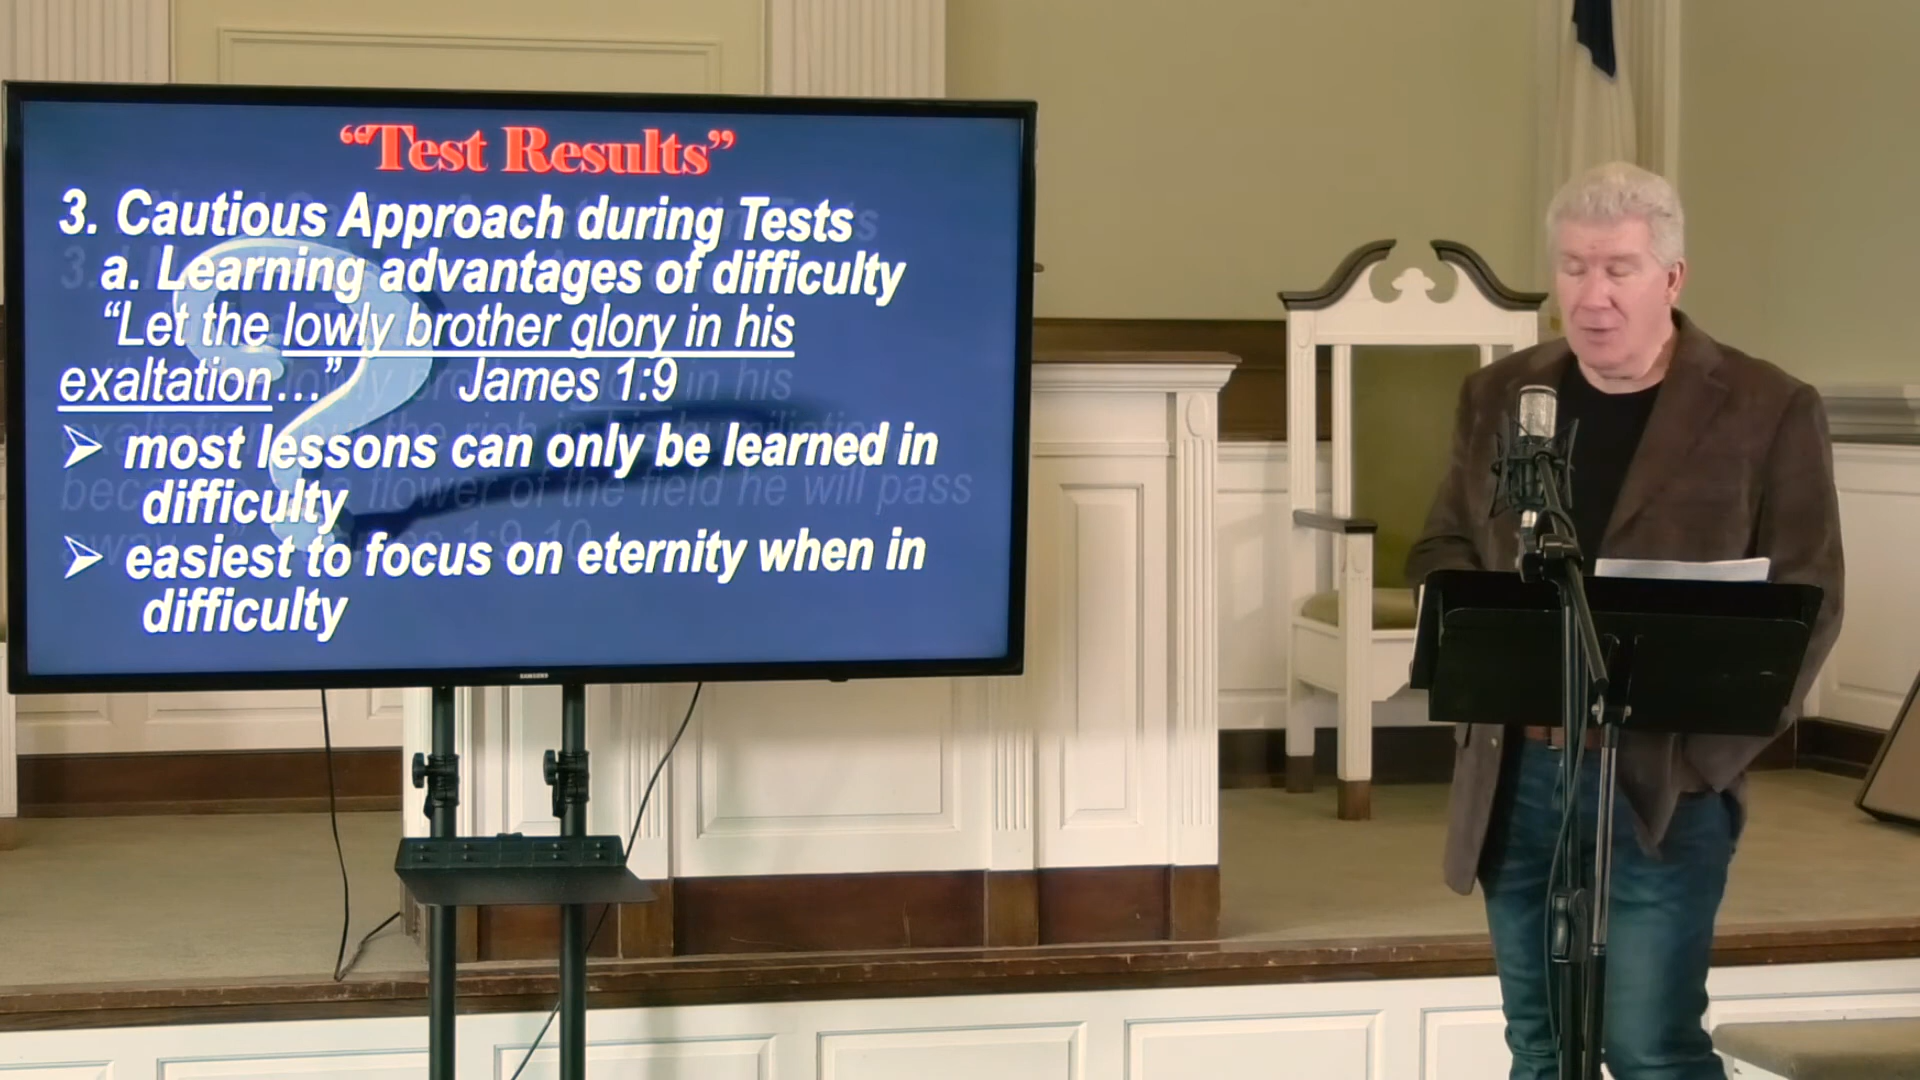 “Test Results”
3. Cautious Approach during Tests
a. Learning advantages of difficulty
“Let the lowly brother glory in his
exaltation…” James 1:9
➢ most lessons can only be learned in
difficulty
➢ easiest to focus on eternity when in
difficulty
SAMSUNG